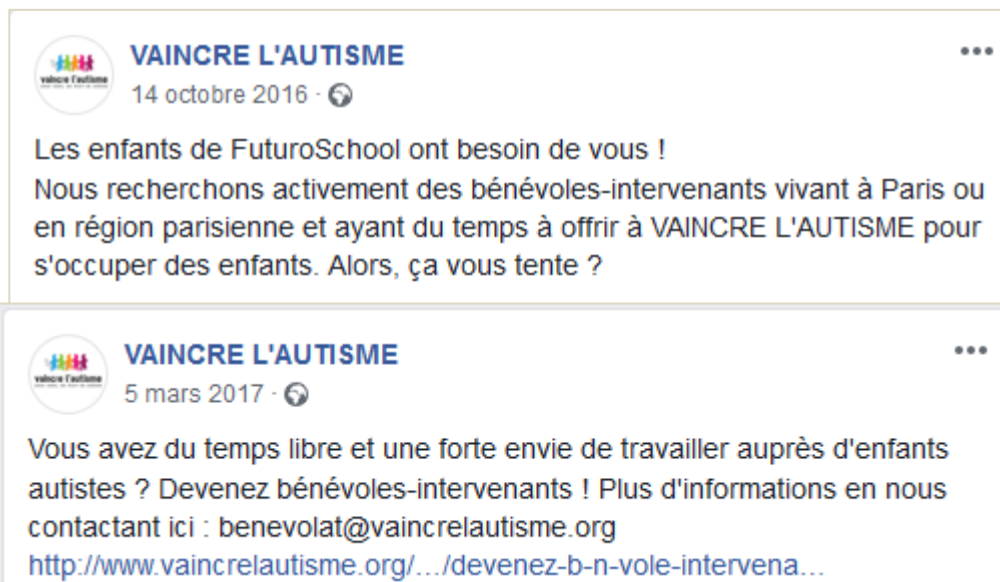 VAINCRE L'AUTISME
14 octobre 2016 ·
Les enfants de FuturoSchool ont besoin de vous !
Nous recherchons activement des bénévoles-intervenants vivant à Paris ou
en région parisienne et ayant du temps à offrir à VAINCRE L'AUTISME pour
s'occuper des enfants. Alors, ça vous tente ?
VAINCRE L'AUTISME
5 mars 2017 ·
Vous avez du temps libre et une forte envie de travailler auprès d'enfants
autistes ? Devenez bénévoles-intervenants ! Plus d'informations en nous
contactant ici : benevolat@vaincrelautisme.org
http://www.vaincrelautisme.org/.../devenez-b-n-vole-intervena...